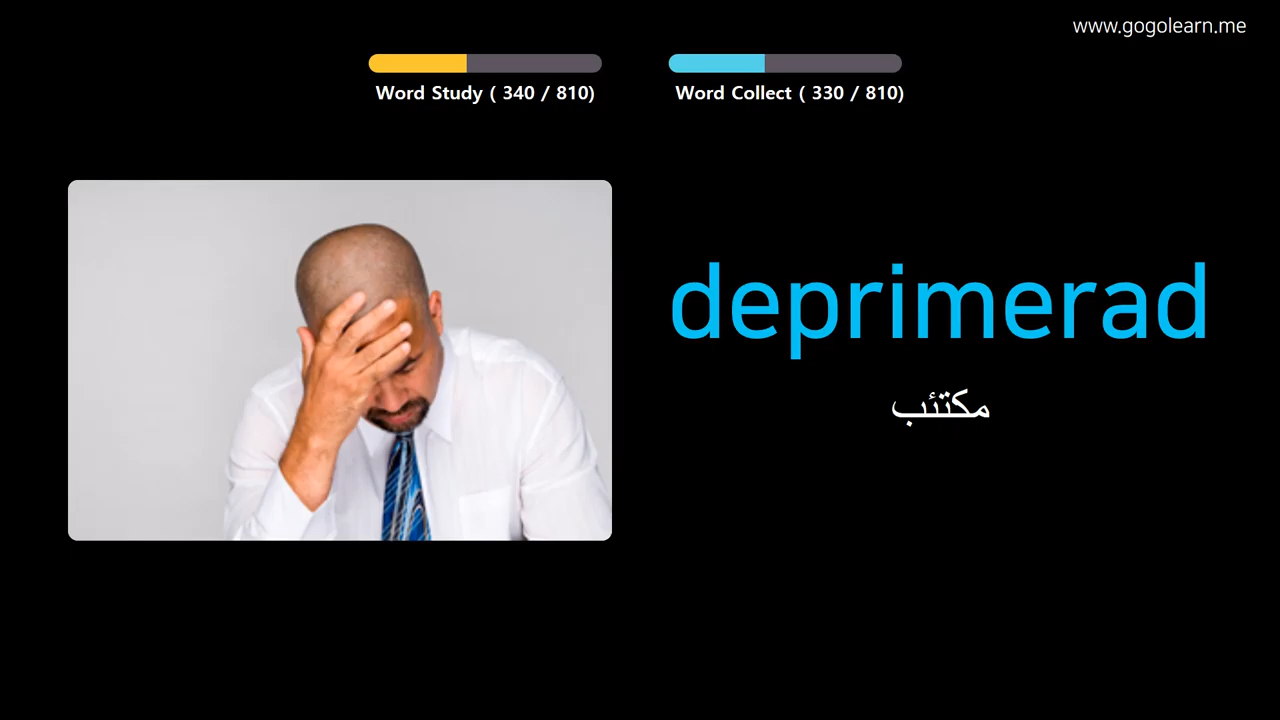 www.gogolearn.me
Word Study ( 340 / 810)
Word Collect ( 330 / 810)
deprimerad
مكتئب